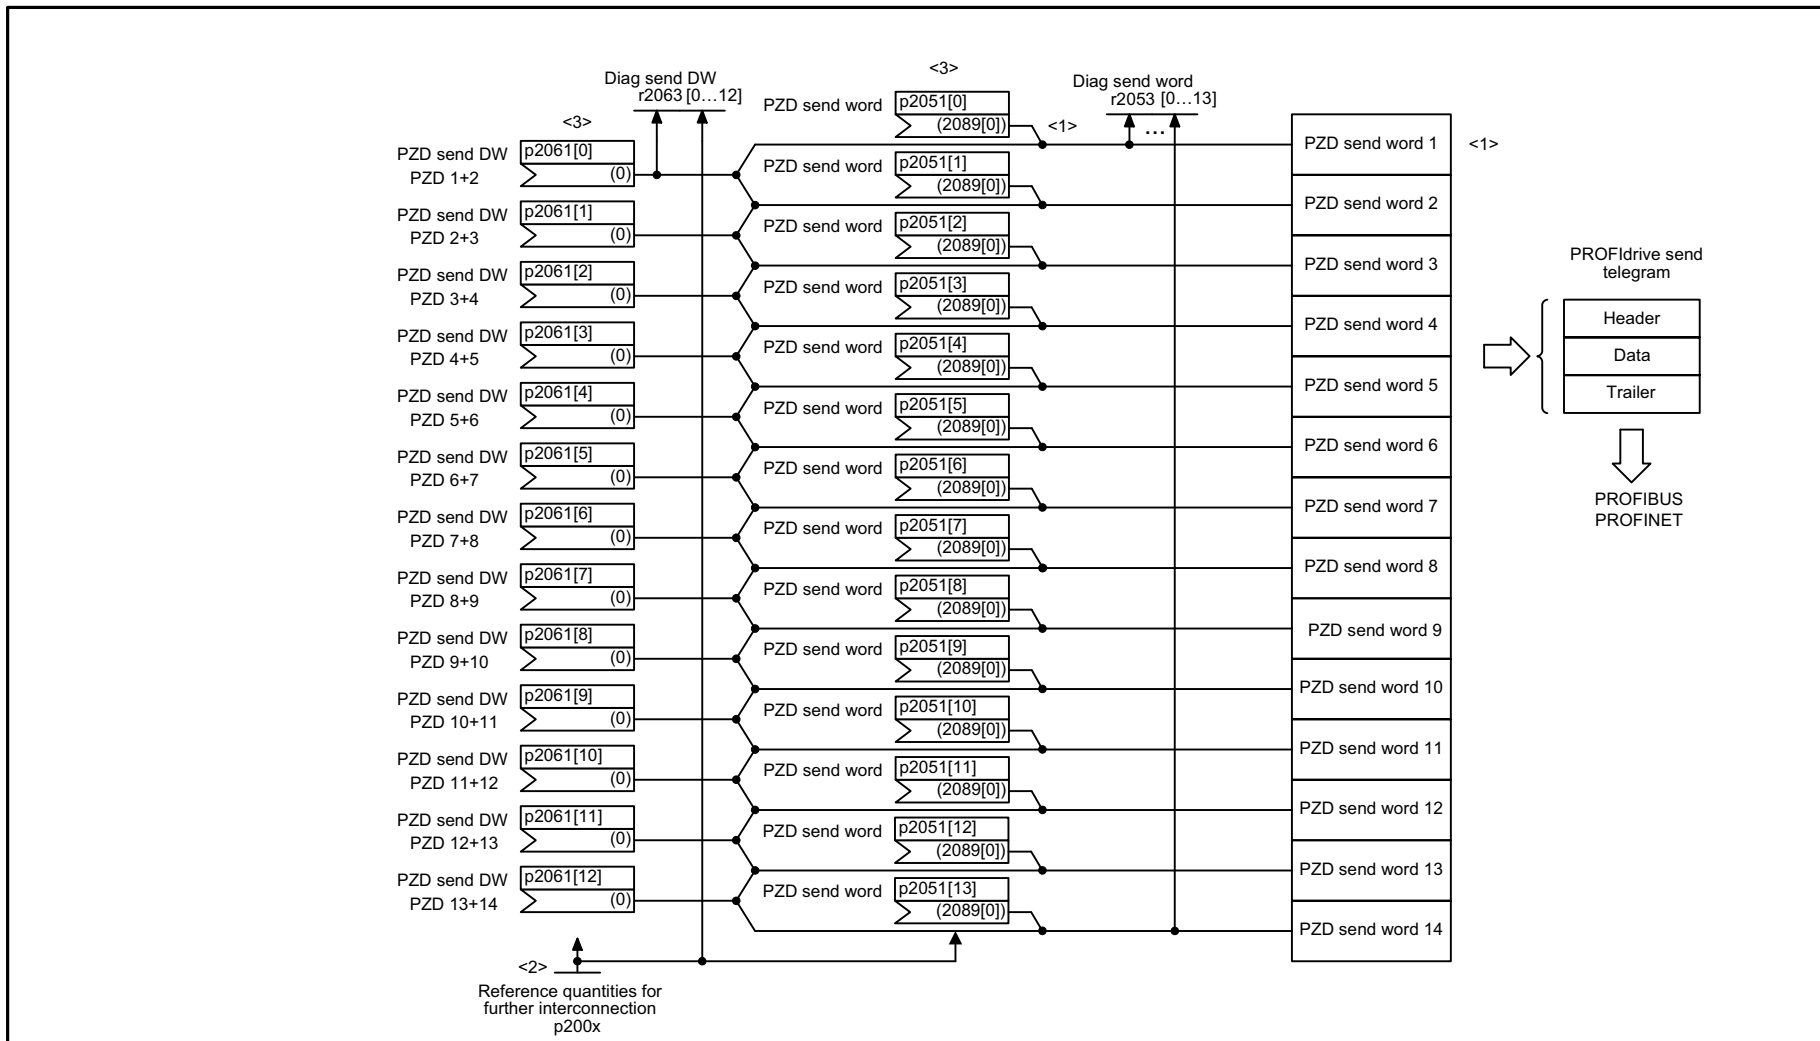 <3>
Diag send DW
r2063 [0…12]
Diag send word
r2053 [0…13]
PZD send word p2051[0]
(2089[0])
<3>
<1>
...
PZD send DW p2061[0]
PZD 1+2 (0)
PZD send word 1 <1>
PZD send word p2051[1]
(2089[0])
PZD send DW p2061[1]
PZD 2+3 (0)
PZD send word 2
PZD send word p2051[2]
(2089[0])
PZD send DW p2061[2]
PZD 3+4 (0)
PZD send word 3
PZD send word p2051[3]
(2089[0])
PZD send DW p2061[3]
PZD 4+5 (0)
PZD send word 4
PZD send word p2051[4]
(2089[0])
PZD send DW p2061[4]
PZD 5+6 (0)
PZD send word 5
PZD send word p2051[5]
(2089[0])
PZD send DW p2061[5]
PZD 6+7 (0)
PZD send word 6
PZD send word p2051[6]
(2089[0])
PZD send DW p2061[6]
PZD 7+8 (0)
PZD send word 7
PZD send word p2051[7]
(2089[0])
PZD send DW p2061[7]
PZD 8+9 (0)
PZD send word 8
PZD send word p2051[8]
(2089[0])
PZD send DW p2061[8]
PZD 9+10 (0)
PZD send word 9
PZD send word p2051[9]
(2089[0])
PZD send DW p2061[9]
PZD 10+11 (0)
PZD send word 10
PZD send word p2051[10]
(2089[0])
PZD send DW p2061[10]
PZD 11+12 (0)
PZD send word 11
PZD send word p2051[11]
(2089[0])
PZD send DW p2061[11]
PZD 12+13 (0)
PZD send word 12
PZD send word p2051[12]
(2089[0])
PZD send DW p2061[12]
PZD 13+14 (0)
PZD send word 13
PZD send word p2051[13]
(2089[0])
PZD send word 14
<2>
Reference quantities for
further interconnection
p200x
PROFIdrive send
telegram
Header
Data
Trailer
PROFIBUS
PROFINET